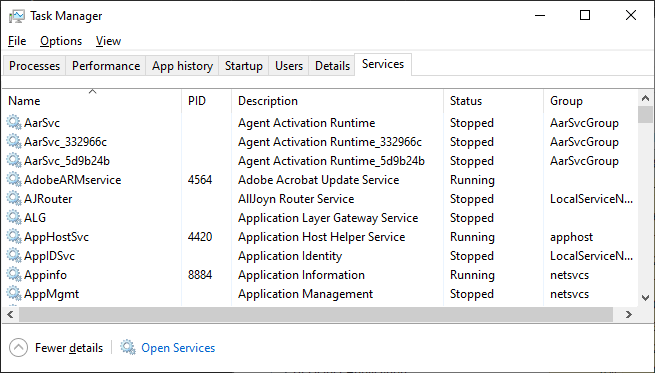 Task Manager
File Options View
Processes Performance App history Startup Users Details Services
Name PID Description Status Group
AarSvc Agent Activation Runtime Stopped AarSvcGroup
AarSvc_332966c Agent Activation Runtime_332966c Stopped AarSvcGroup
AarSvc_5d9b24b Agent Activation Runtime_5d9b24b Stopped AarSvcGroup
AdobeARMservice 4564 Adobe Acrobat Update Service Running
AJRouter AllJoyn Router Service Stopped LocalServiceN...
ALG Application Layer Gateway Service Stopped
AppHostSvc 4420 Application Host Helper Service Running apphost
AppIDSvc Application Identity Stopped LocalServiceN...
Appinfo 8884 Application Information Running netsvcs
AppMgmt Application Management Stopped netsvcs
Fewer details Open Services